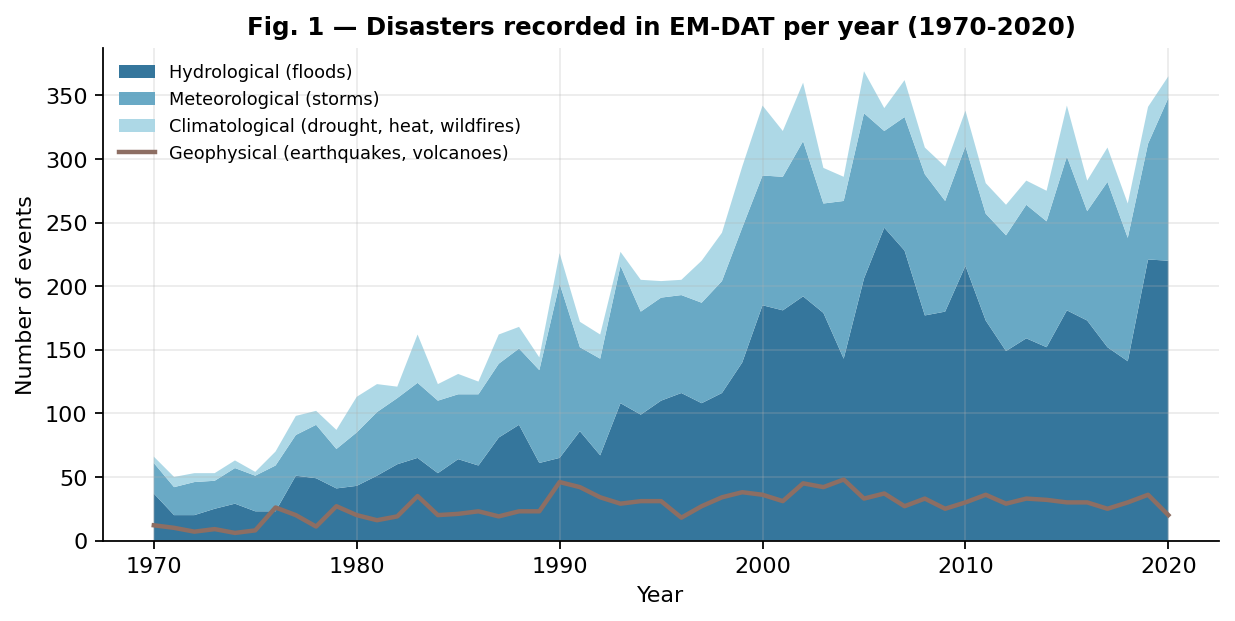 Fig. 1 — Disasters recorded in EM-DAT per year (1970-2020)
Hydrological (floods)
Meteorological (storms)
Climatological (drought, heat, wildfires)
Geophysical (earthquakes, volcanoes)
Number of events
350
300
250
200
150
100
50
0
1970 1980 1990 2000 2010 2020
Year